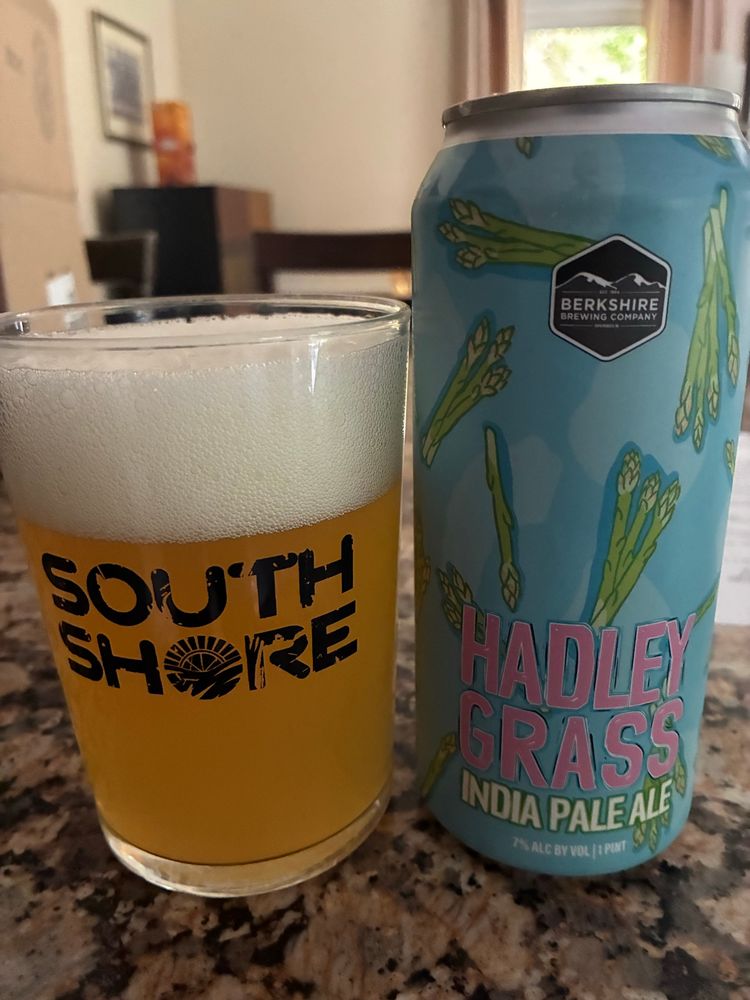 SOUTH
SHORE
BERKSHIRE
BREWING COMPANY
HADLEY
GRASS
INDIA PALE ALE
7% ALC BY VOL | 1 PINT